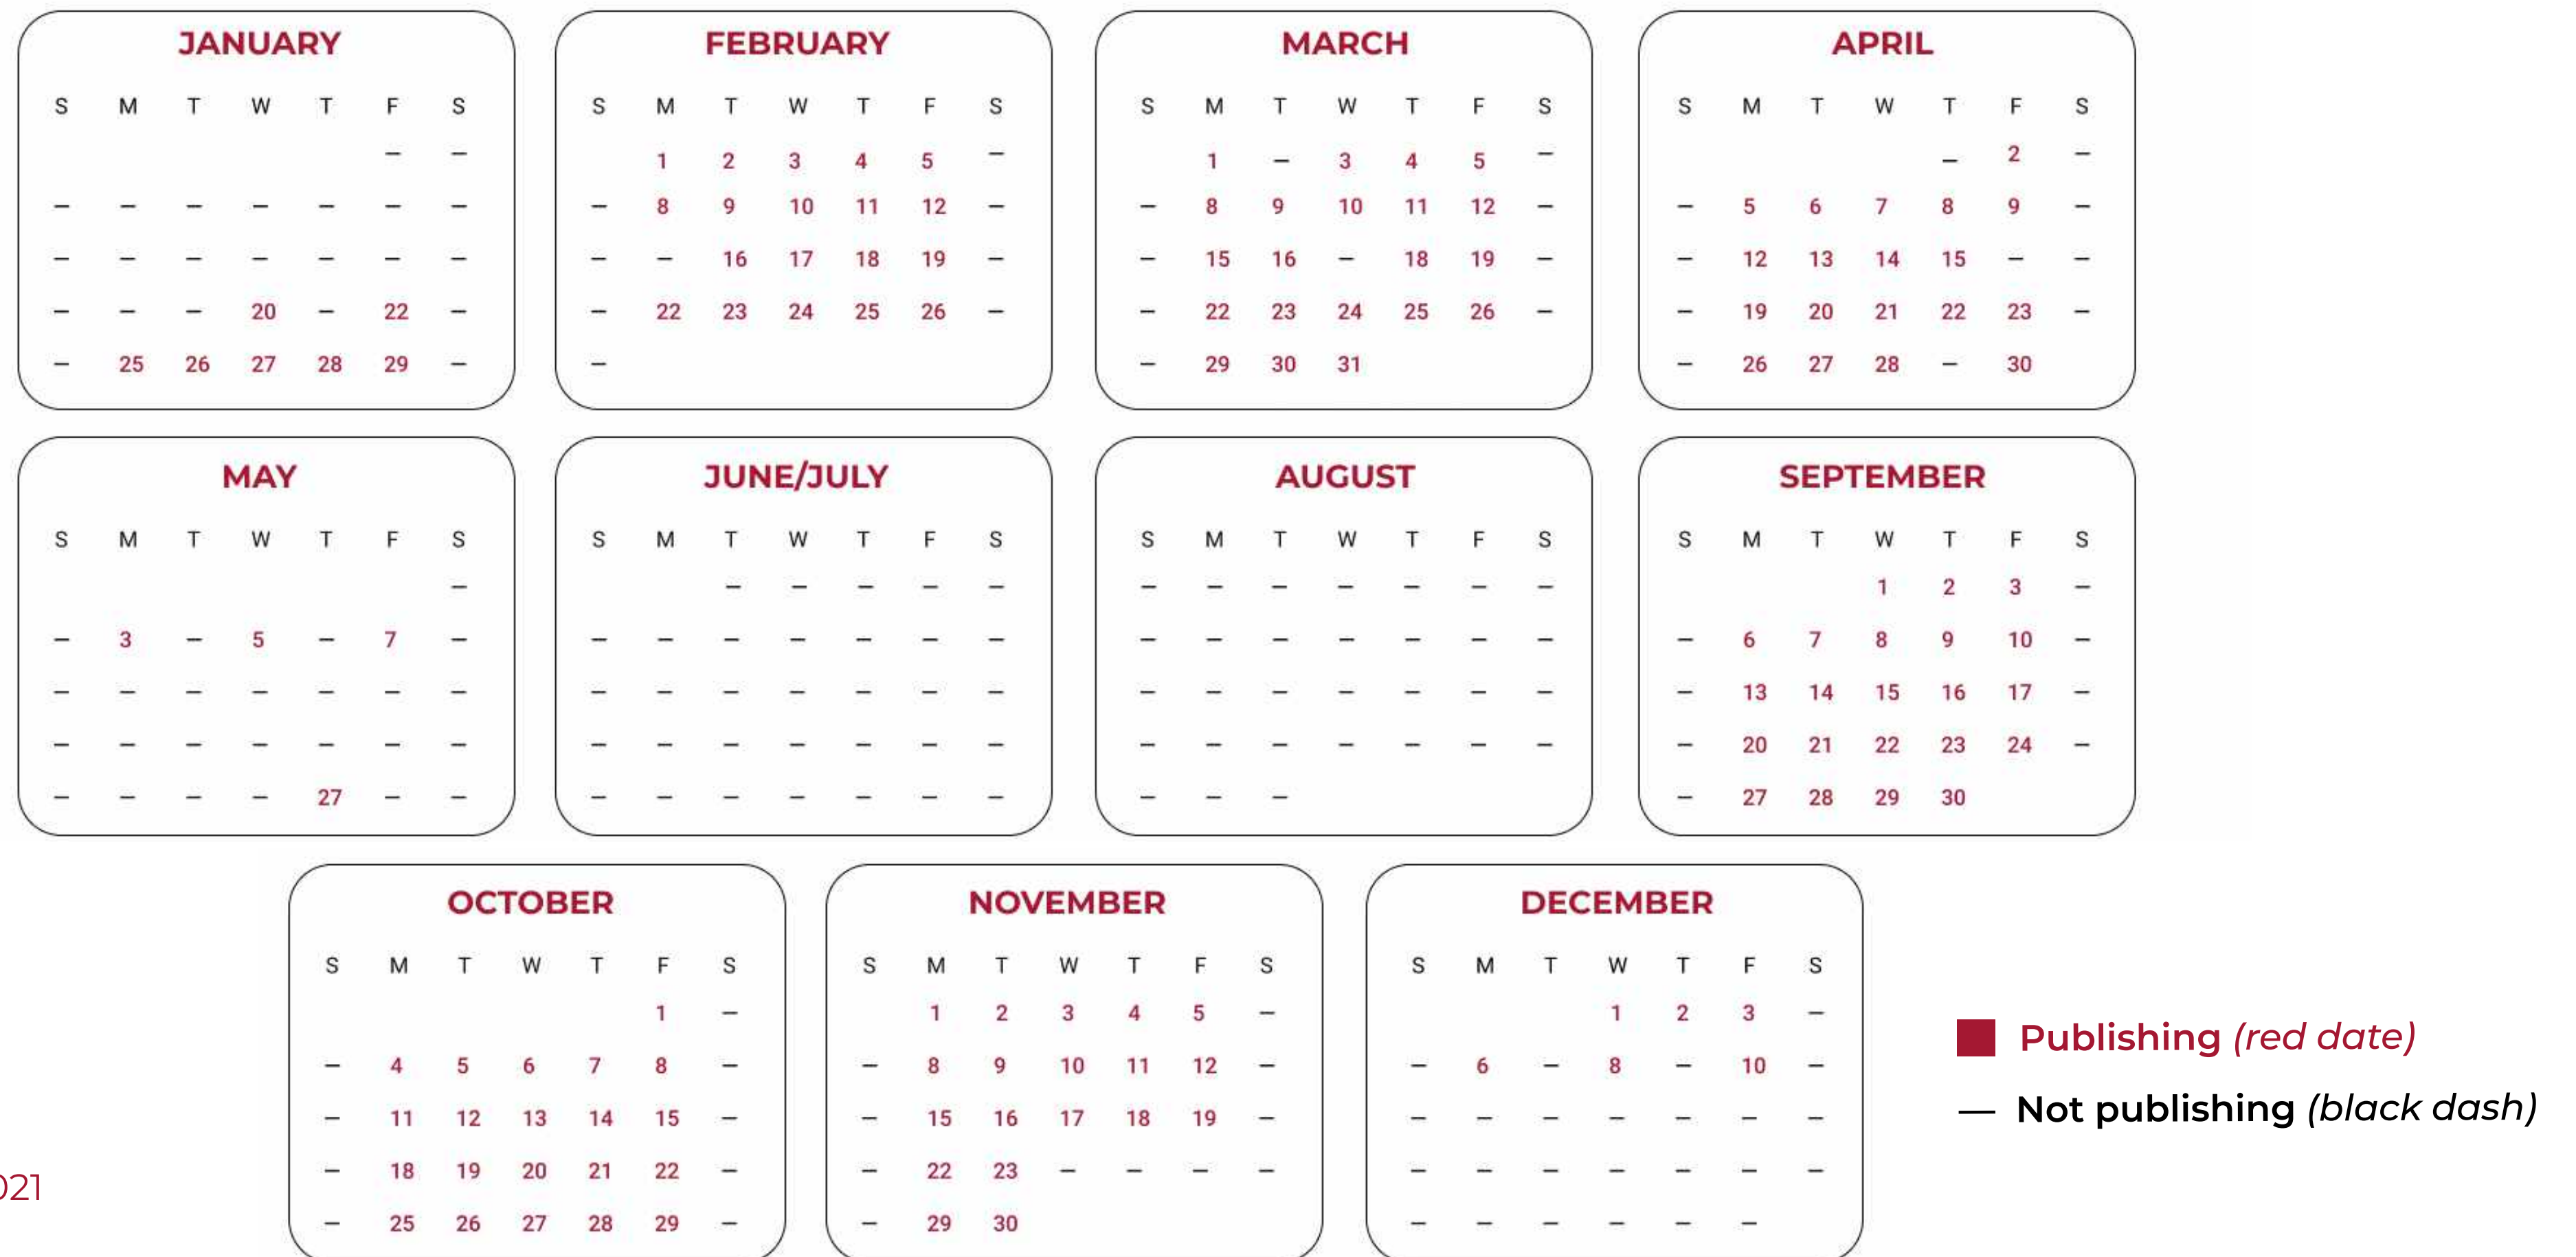 JANUARY
S M T W T F S
– –
– – – – – – –
– – – – – – –
– – – 20 – 22 –
– 25 26 27 28 29 –
FEBRUARY
S M T W T F S
1 2 3 4 5 –
– 8 9 10 11 12 –
– – 16 17 18 19 –
– 22 23 24 25 26 –
–
MARCH
S M T W T F S
1 – 3 4 5 –
– 8 9 10 11 12 –
– 15 16 – 18 19 –
– 22 23 24 25 26 –
– 29 30 31
APRIL
S M T W T F S
– 2 –
– 5 6 7 8 9 –
– 12 13 14 15 – –
– 19 20 21 22 23 –
– 26 27 28 – 30
MAY
S M T W T F S
–
– 3 – 5 – 7 –
– – – – – – –
– – – – – – –
– – – – 27 – –
JUNE/JULY
S M T W T F S
– – – – –
– – – – – – –
– – – – – – –
– – – – – – –
– – – – – – –
AUGUST
S M T W T F S
– – – – – – –
– – – – – – –
– – – – – – –
– – – – – – –
– – –
SEPTEMBER
S M T W T F S
1 2 3 –
– 6 7 8 9 10 –
– 13 14 15 16 17 –
– 20 21 22 23 24 –
– 27 28 29 30
OCTOBER
S M T W T F S
1 –
– 4 5 6 7 8 –
– 11 12 13 14 15 –
– 18 19 20 21 22 –
– 25 26 27 28 29 –
NOVEMBER
S M T W T F S
1 2 3 4 5 –
– 8 9 10 11 12 –
– 15 16 17 18 19 –
– 22 23 – – – –
– 29 30
DECEMBER
S M T W T F S
1 2 3 –
– 6 – 8 – 10 –
– – – – – – –
– – – – – – –
– – – – – –
Publishing (red date)
— Not publishing (black dash)
021